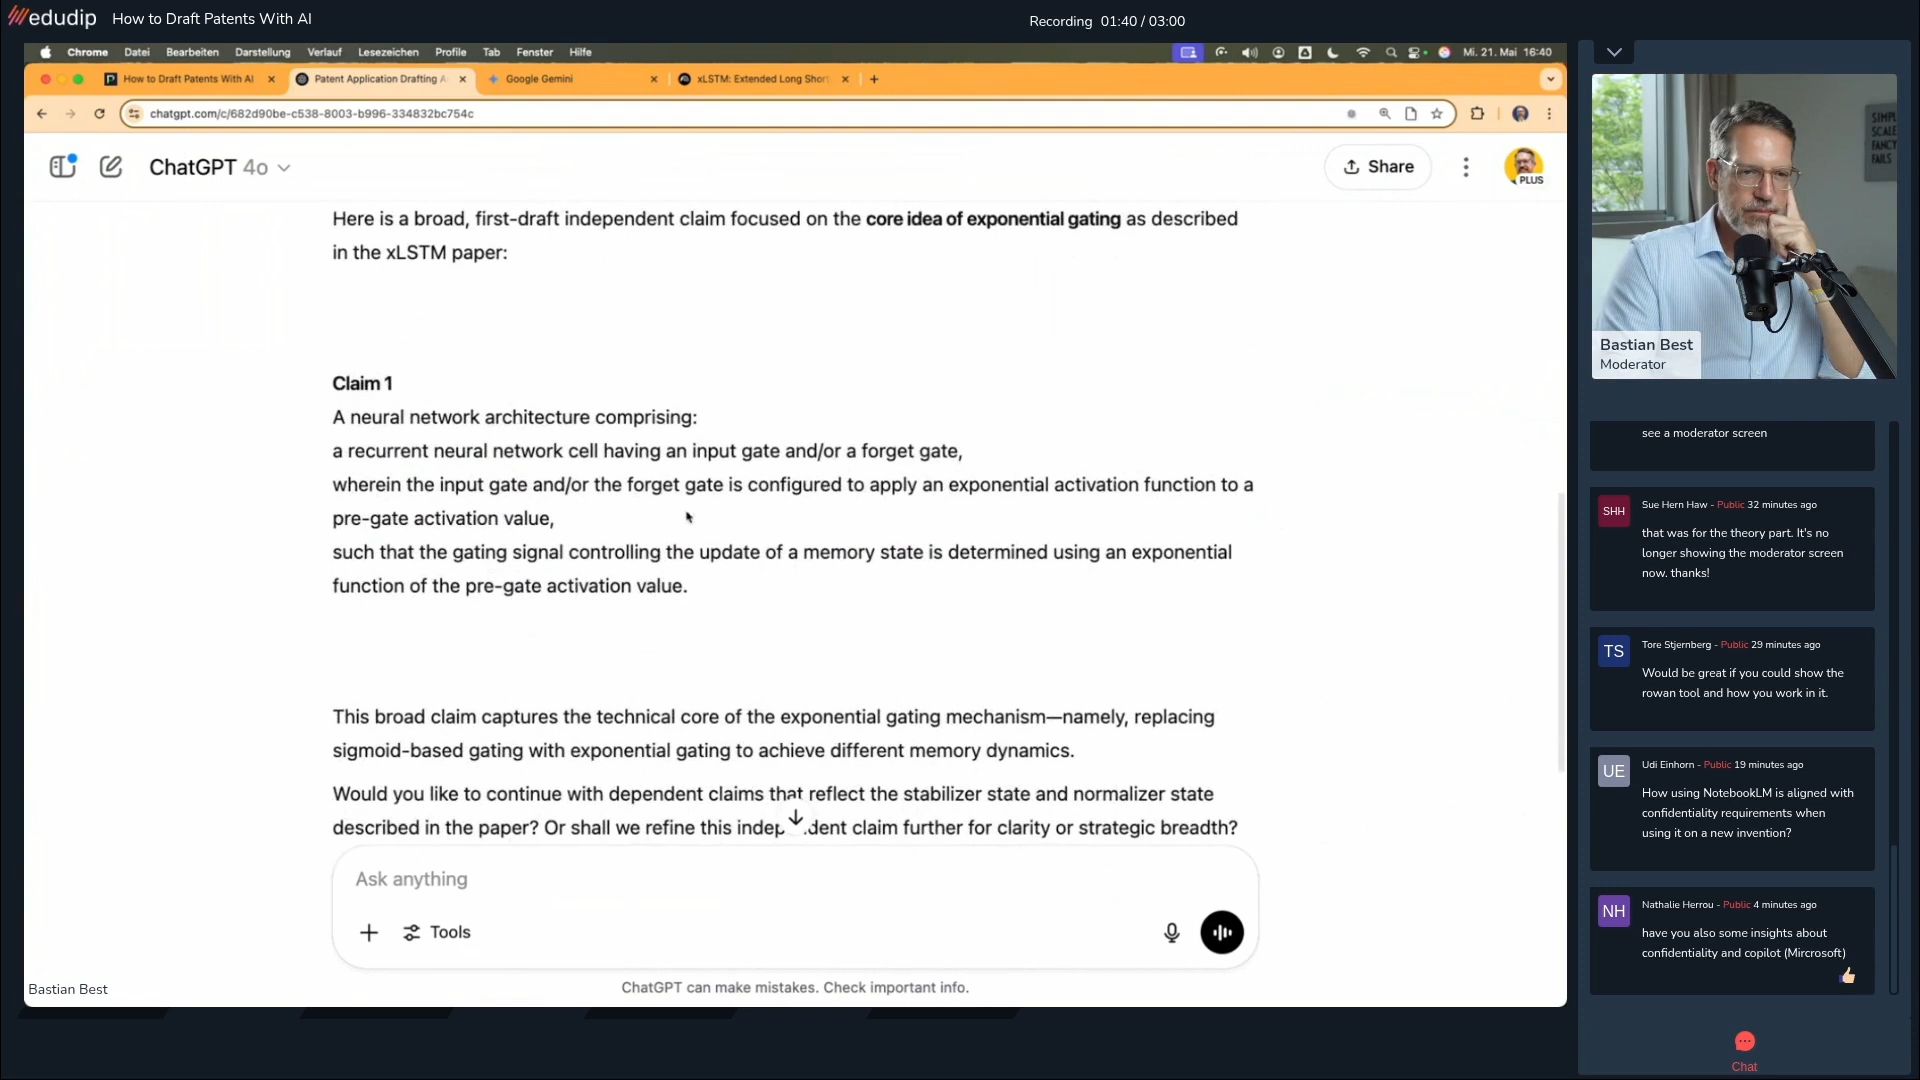 edudip
How to Draft Patents With AI
Recording 01:40 / 03:00
Chrome Datei Bearbeiten Darstellung Verlauf Lesezeichen Profile Tab Fenster Hilfe
Mi. 21. Mai 16:40
How to Draft Patents With AI
Patent Application Drafting A
Google Gemini
xLSTM: Extended Long Short
chatgpt.com/c/682d90be-c538-8003-b996-334832bc754c
ChatGPT 4o
Share
PLUS
Here is a broad, first-draft independent claim focused on the core idea of exponential gating as described
in the xLSTM paper:
Claim 1
A neural network architecture comprising:
a recurrent neural network cell having an input gate and/or a forget gate,
wherein the input gate and/or the forget gate is configured to apply an exponential activation function to a
pre-gate activation value,
such that the gating signal controlling the update of a memory state is determined using an exponential
function of the pre-gate activation value.
This broad claim captures the technical core of the exponential gating mechanism—namely, replacing
sigmoid-based gating with exponential gating to achieve different memory dynamics.
Would you like to continue with dependent claims that reflect the stabilizer state and normalizer state
described in the paper? Or shall we refine this independent claim further for clarity or strategic breadth?
Ask anything
Tools
ChatGPT can make mistakes. Check important info.
Bastian Best
SIMPL
SCALE
FANCY
FAILS
Bastian Best
Moderator
see a moderator screen
SHH
Sue Hern Haw - Public 32 minutes ago
that was for the theory part. It's no
longer showing the moderator screen
now. thanks!
TS
Tore Stjernberg - Public 29 minutes ago
Would be great if you could show the
rowan tool and how you work in it.
UE
Udi Einhorn - Public 19 minutes ago
How using NotebookLM is aligned with
confidentiality requirements when
using it on a new invention?
NH
Nathalie Herrou - Public 4 minutes ago
have you also some insights about
confidentiality and copilot (Mircrosoft)
Chat